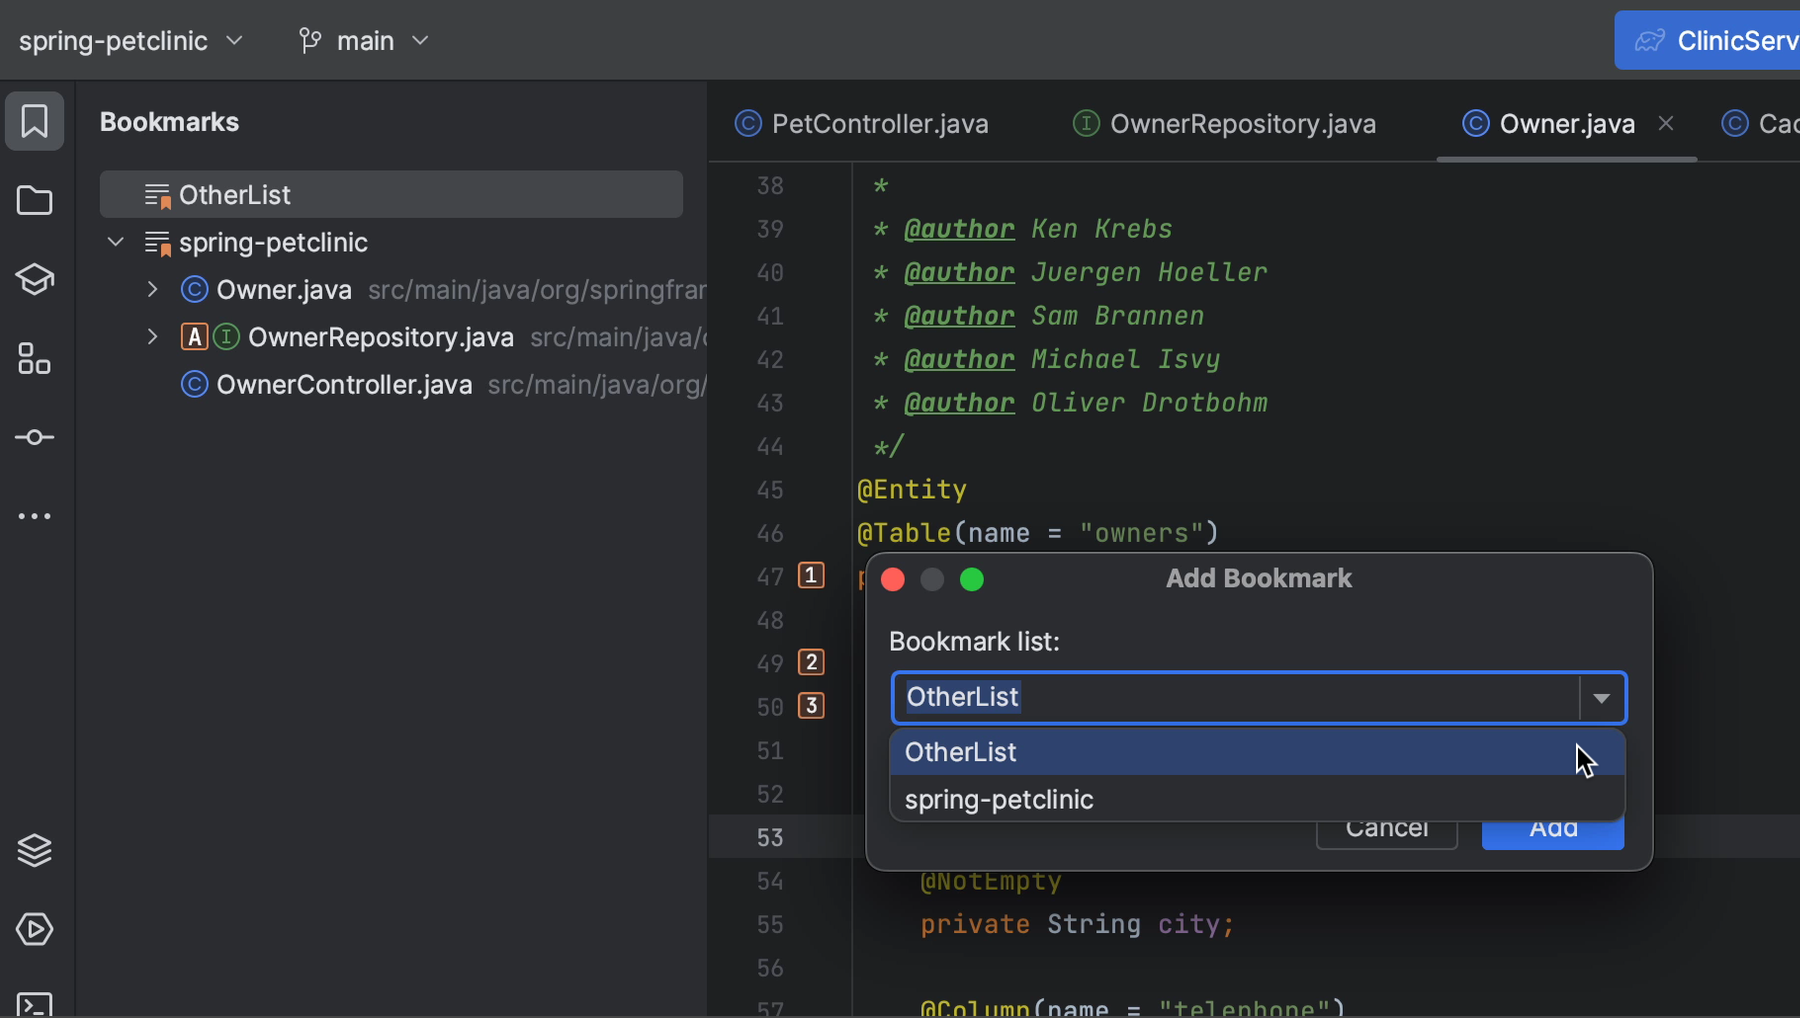 spring-petclinic main ClinicServ
Bookmarks
OtherList
spring-petclinic
C Owner.java src/main/java/org/springfrar
A I OwnerRepository.java src/main/java/
C OwnerController.java src/main/java/org/
C PetController.java I OwnerRepository.java C Owner.java C Cac
38 *
39 * @author Ken Krebs
40 * @author Juergen Hoeller
41 * @author Sam Brannen
42 * @author Michael Isvy
43 * @author Oliver Drotbohm
44 */
45 @Entity
46 @Table(name = "owners")
47 1 p
48
49 2
50 3
51
52
53
54 @NotEmpty
55 private String city;
56
57 @Column(name = "telephone")
Add Bookmark
Bookmark list:
OtherList
OtherList
spring-petclinic
Cancel Add